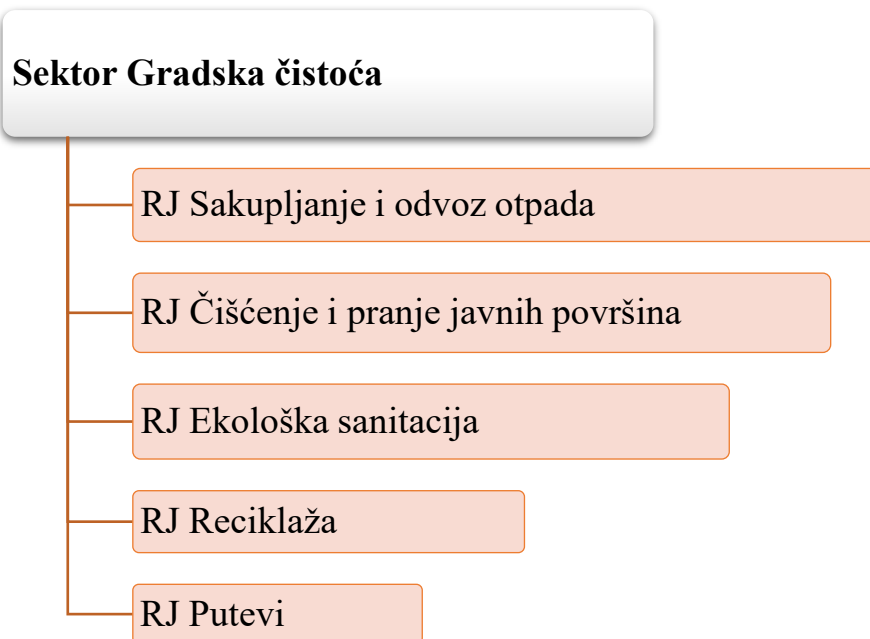 Sektor Gradska čistoća
RJ Sakupljanje i odvoz otpada
RJ Čišćenje i pranje javnih površina
RJ Ekološka sanitacija
RJ Reciklaža
RJ Putevi